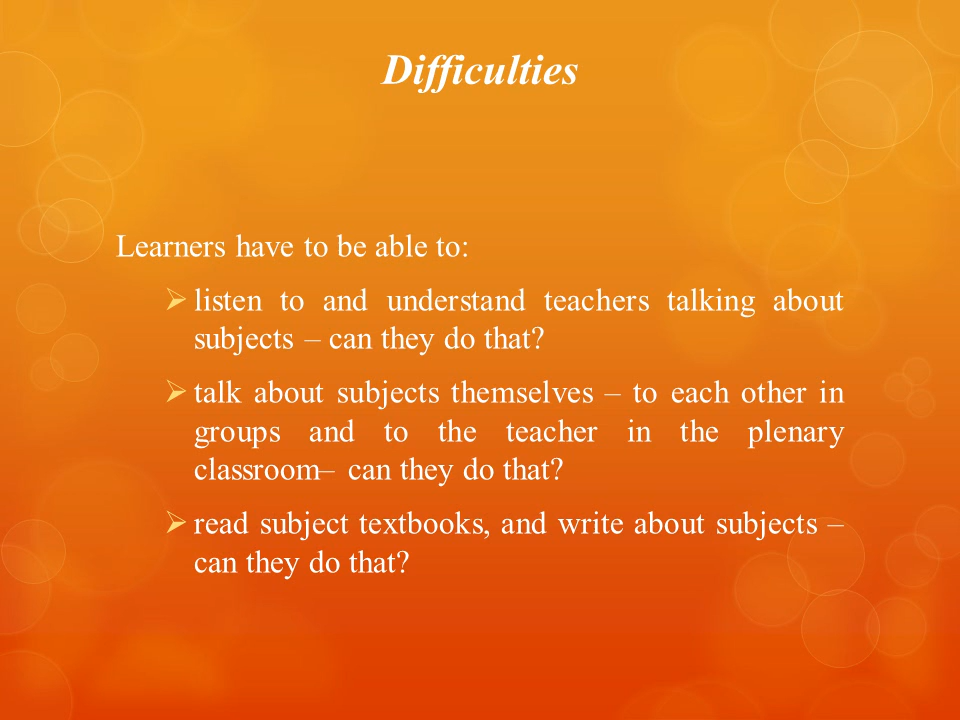 Difficulties
Learners have to be able to:
➢ listen to and understand teachers talking about
subjects – can they do that?
➢ talk about subjects themselves – to each other in
groups and to the teacher in the plenary
classroom– can they do that?
➢ read subject textbooks, and write about subjects –
can they do that?